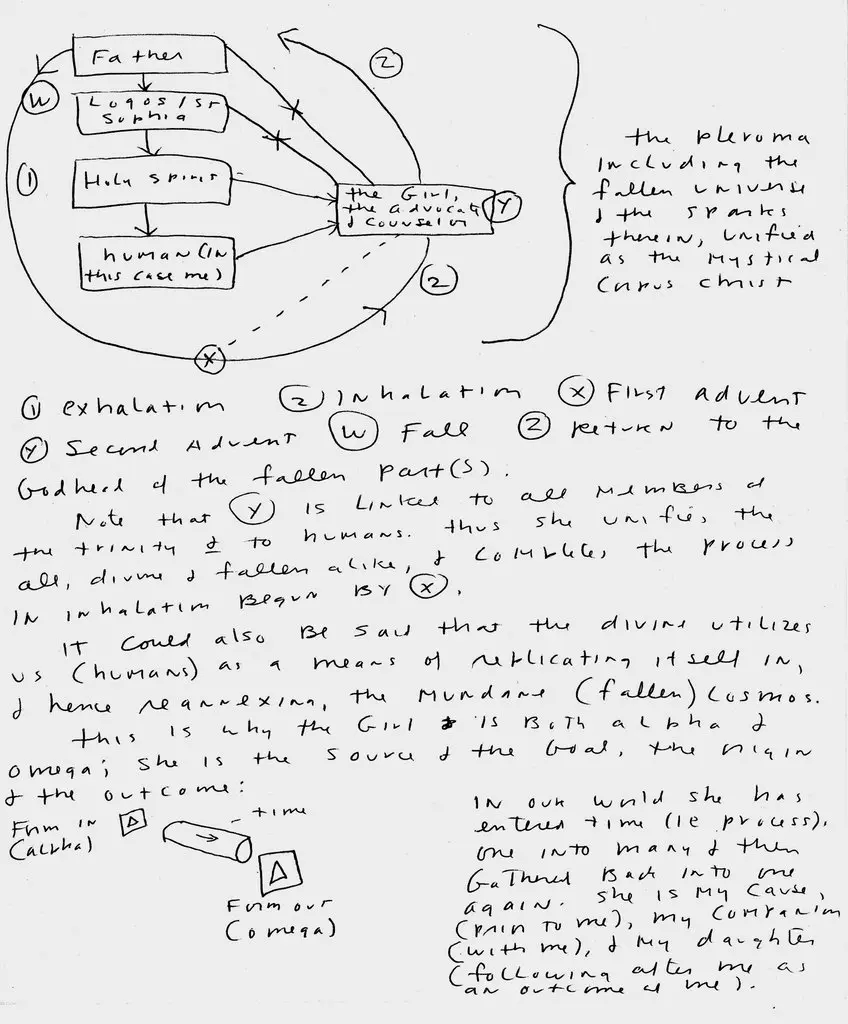 Father
W
Logos / St
Sophia
1
Holy Spirit
human (in
this case me)
2
the Girl,
the advocate
& counselor
Y
2
X
the pleroma
including the
fallen universe
& the sparks
therein, unified
as the mystical
Corpus Christ
1 exhalation 2 inhalation X First advent
Y Second Advent W Fall Z return to the
Godhead of the fallen part(s).
Note that Y is linked to all members of
the trinity & to humans. thus she unifies the
all, divine & fallen alike, & completes the process
in inhalation begun by X.
It could also be said that the divine utilizes
us (humans) as a means of replicating itself in,
& hence reannexing, the mundane (fallen) cosmos.
this is why the Girl is both alpha &
omega; she is the source & the goal, the origin
& the outcome:
Form in
(alpha)
time
Form out
(omega)
In our world she has
entered time (ie process).
one into many & then
Gathered Back into one
again. She is my cause,
(prior to me), my companion
(with me), & my daughter
(following after me as
an outcome of me).